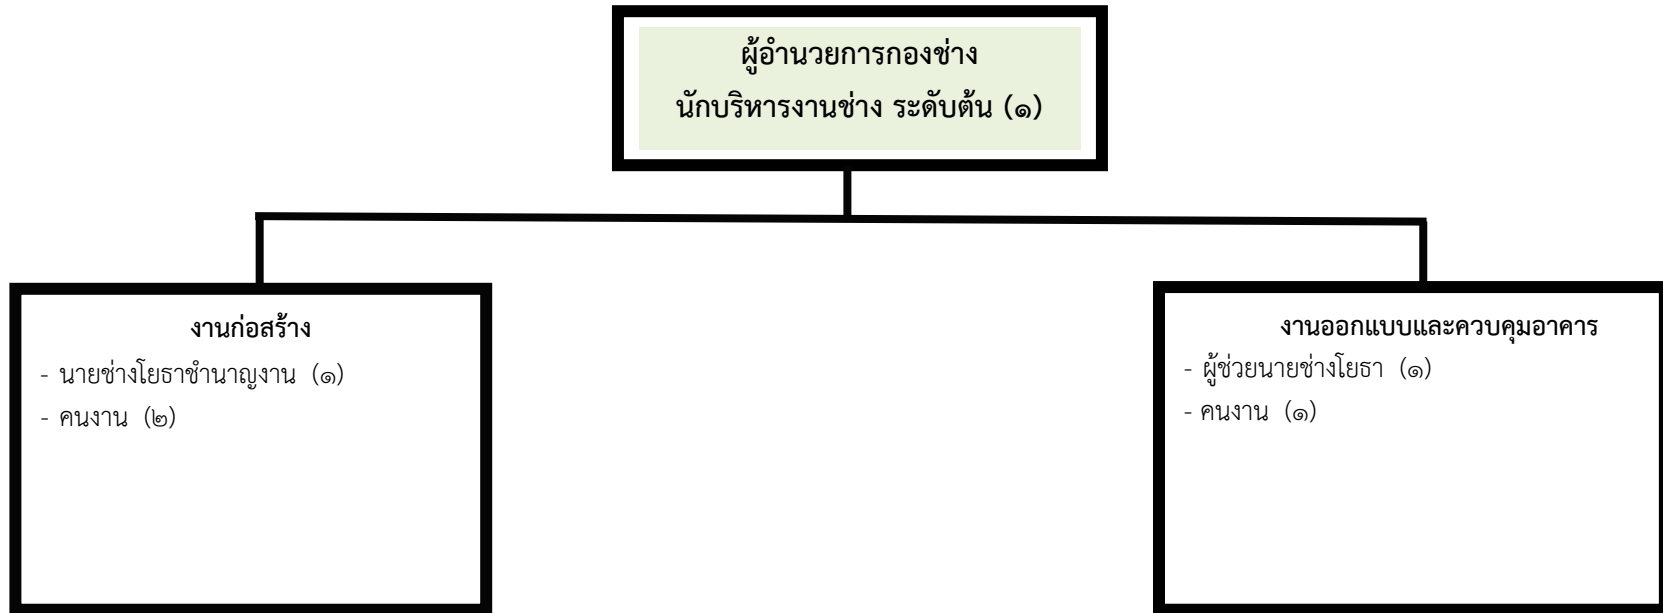 ผู้อำนวยการกองช่าง
นักบริหารงานช่าง ระดับต้น (๑)
งานก่อสร้าง
- นายช่างโยธาชำนาญงาน (๑)
- คนงาน (๒)
งานออกแบบและควบคุมอาคาร
- ผู้ช่วยนายช่างโยธา (๑)
- คนงาน (๑)